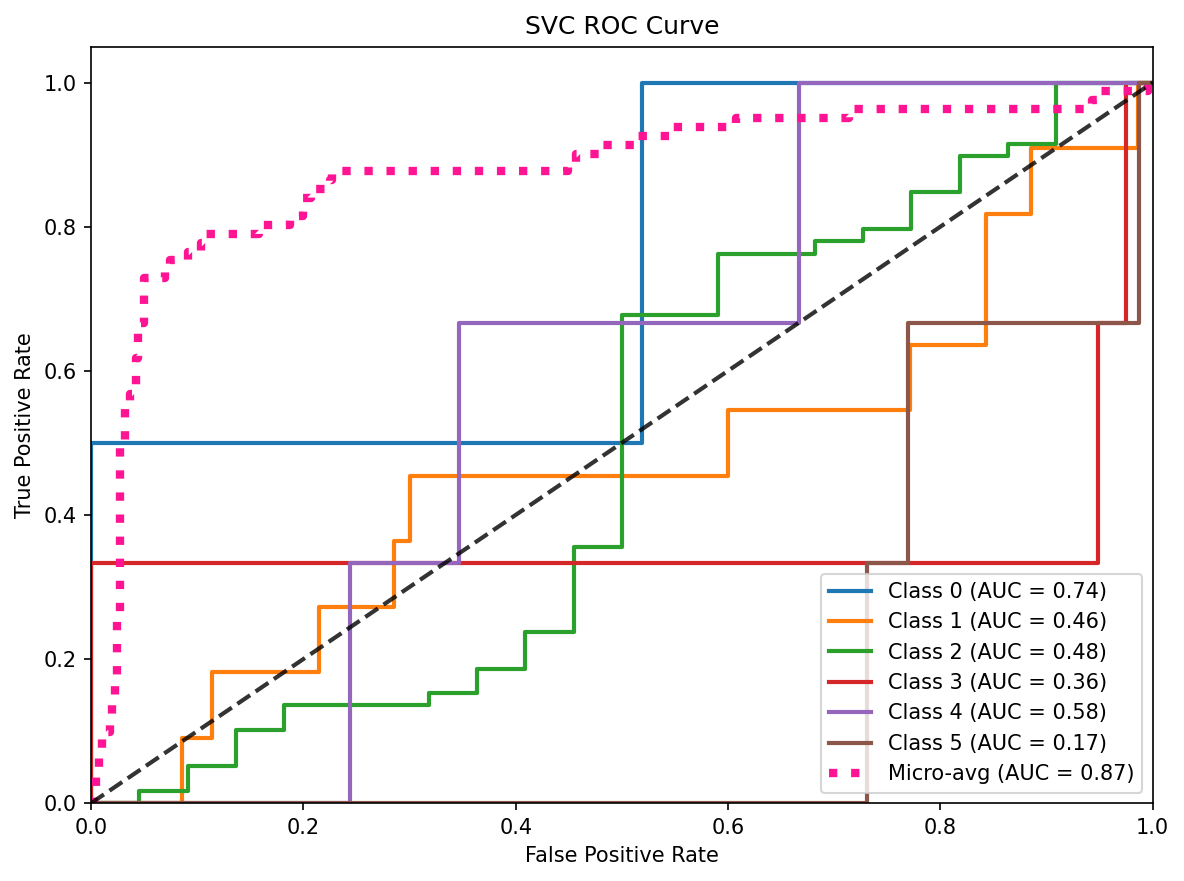 SVC ROC Curve
True Positive Rate
1.0
0.8
0.6
0.4
0.2
0.0
0.0 0.2 0.4 0.6 0.8 1.0
False Positive Rate
Class 0 (AUC = 0.74)
Class 1 (AUC = 0.46)
Class 2 (AUC = 0.48)
Class 3 (AUC = 0.36)
Class 4 (AUC = 0.58)
Class 5 (AUC = 0.17)
Micro-avg (AUC = 0.87)